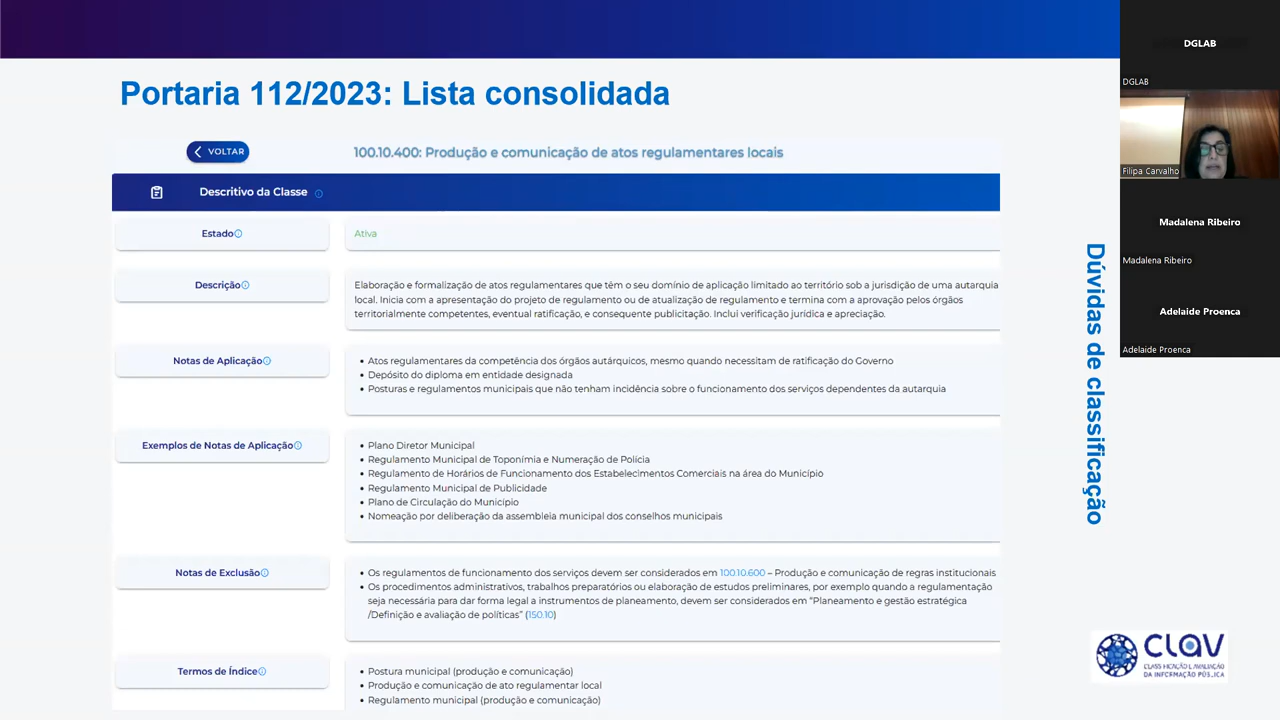 Portaria 112/2023: Lista consolidada
VOLTAR
100.10.400: Produção e comunicação de atos regulamentares locais
Descritivo da Classe
Estado
Ativa
Descrição
Elaboração e formalização de atos regulamentares que têm o seu domínio de aplicação limitado ao território sob a jurisdição de uma autarquia
local. Inicia com a apresentação do projeto de regulamento ou de atualização de regulamento e termina com a aprovação pelos órgãos
territorialmente competentes, eventual ratificação, e consequente publicitação. Inclui verificação jurídica e apreciação.
Notas de Aplicação
• Atos regulamentares da competência dos órgãos autárquicos, mesmo quando necessitam de ratificação do Governo
• Depósito do diploma em entidade designada
• Posturas e regulamentos municipais que não tenham incidência sobre o funcionamento dos serviços dependentes da autarquia
Exemplos de Notas de Aplicação
• Plano Diretor Municipal
• Regulamento Municipal de Toponímia e Numeração de Polícia
• Regulamento de Horários de Funcionamento dos Estabelecimentos Comerciais na área do Município
• Regulamento Municipal de Publicidade
• Plano de Circulação do Município
• Nomeação por deliberação da assembleia municipal dos conselhos municipais
Notas de Exclusão
• Os regulamentos de funcionamento dos serviços devem ser considerados em 100.10.600 – Produção e comunicação de regras institucionais
• Os procedimentos administrativos, trabalhos preparatórios ou elaboração de estudos preliminares, por exemplo quando a regulamentação
seja necessária para dar forma legal a instrumentos de planeamento, devem ser considerados em "Planeamento e gestão estratégica
/Definição e avaliação de políticas" (150.10)
Termos de Índice
• Postura municipal (produção e comunicação)
• Produção e comunicação de ato regulamentar local
• Regulamento municipal (produção e comunicação)
Dúvidas de classificação
CLAV
CLASSIFICAÇÃO E AVALIAÇÃO
DA INFORMAÇÃO PÚBLICA
DGLAB
DGLAB
Filipa Carvalho
Madalena Ribeiro
Madalena Ribeiro
Adelaide Proenca
Adelaide Proenca